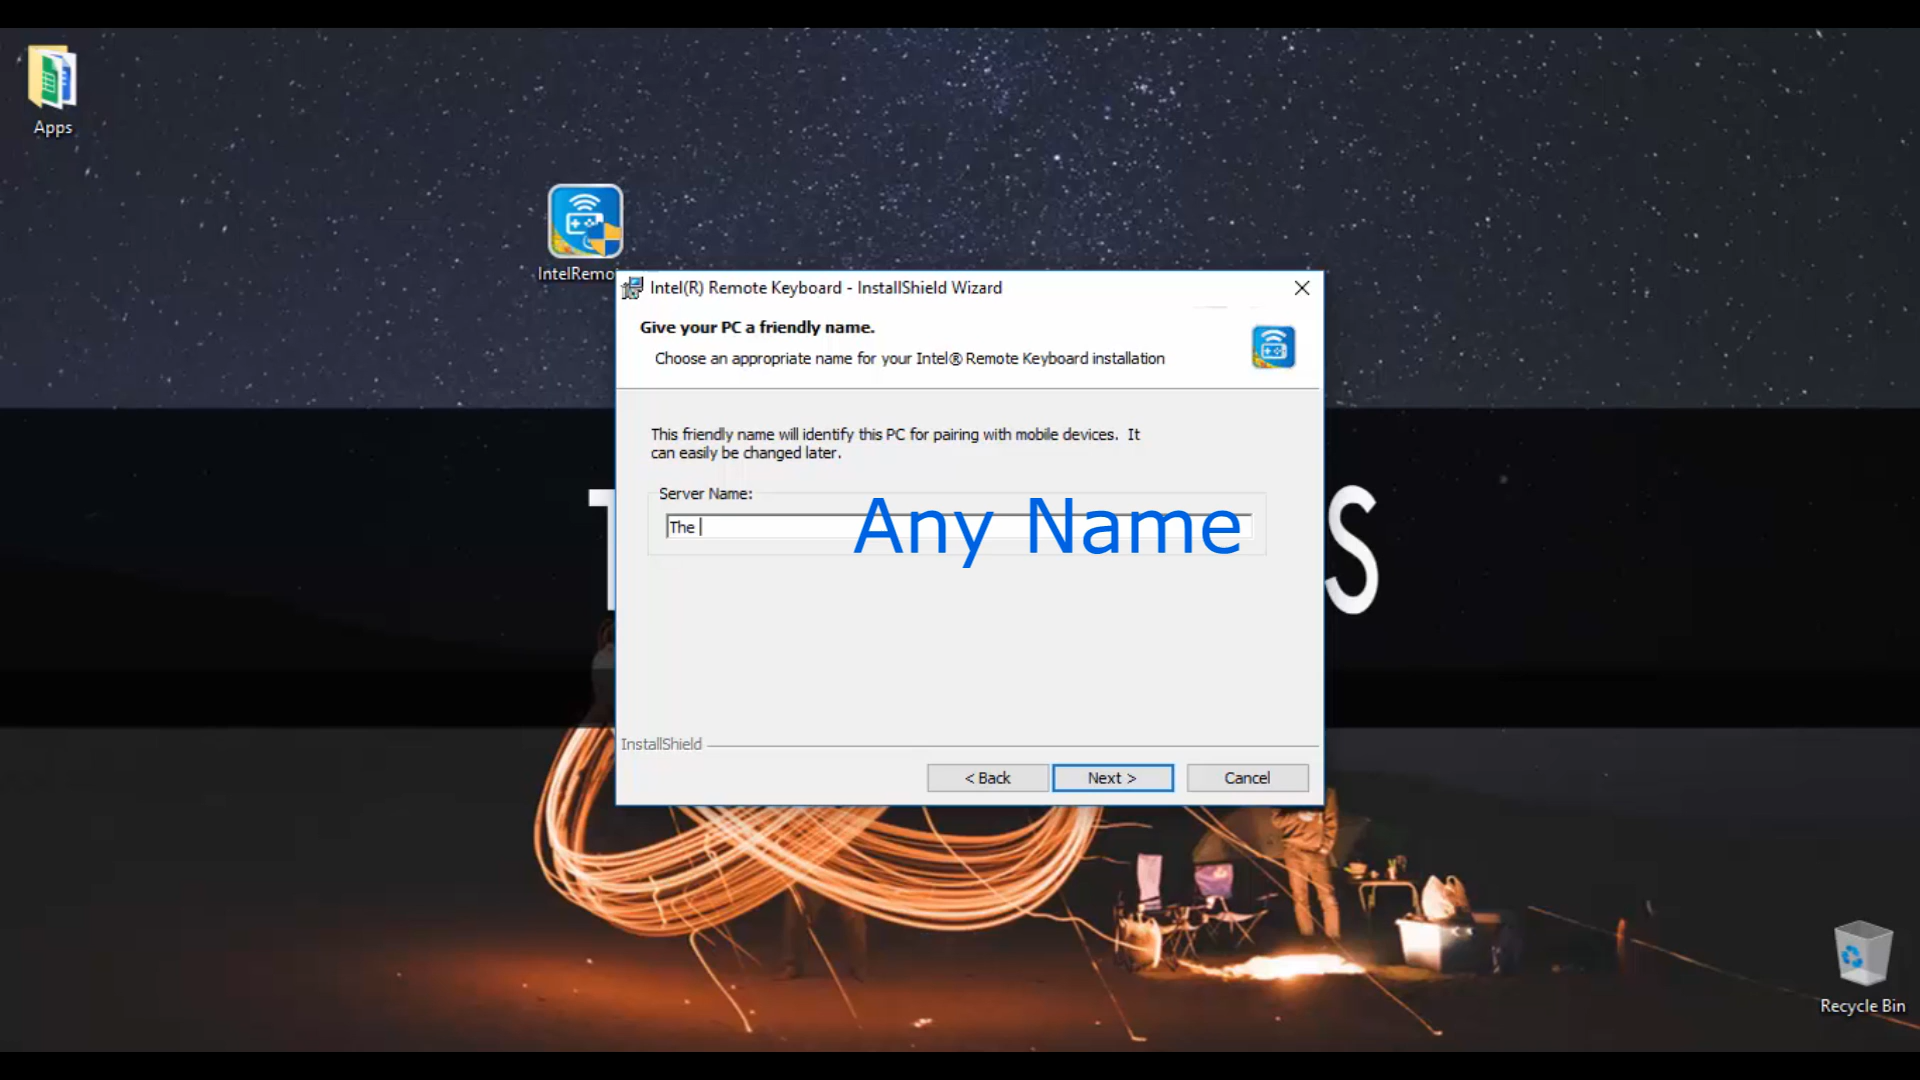 Apps
IntelRemo
Intel(R) Remote Keyboard - InstallShield Wizard
Give your PC a friendly name.
Choose an appropriate name for your Intel® Remote Keyboard installation
This friendly name will identify this PC for pairing with mobile devices. It
can easily be changed later.
Server Name:
The
Any Name
S
InstallShield
< Back
Next >
Cancel
Recycle Bin